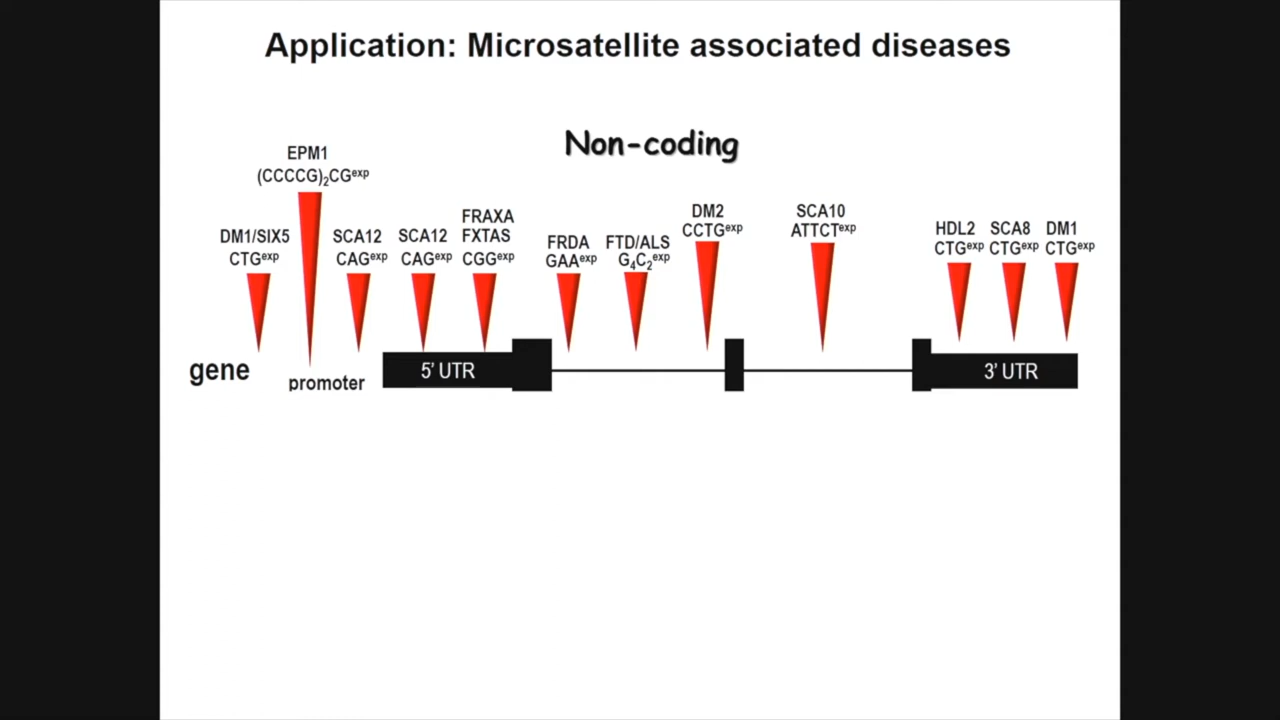 Application: Microsatellite associated diseases
Non-coding
EPM1
(CCCCG)₂CGᵉˣᵖ
DM1/SIX5
CTGᵉˣᵖ
SCA12
CAGᵉˣᵖ
SCA12
CAGᵉˣᵖ
FRAXA
FXTAS
CGGᵉˣᵖ
FRDA
GAAᵉˣᵖ
FTD/ALS
G₄C₂ᵉˣᵖ
DM2
CCTGᵉˣᵖ
SCA10
ATTCTᵉˣᵖ
HDL2
CTGᵉˣᵖ
SCA8
CTGᵉˣᵖ
DM1
CTGᵉˣᵖ
gene
promoter
5' UTR
3' UTR